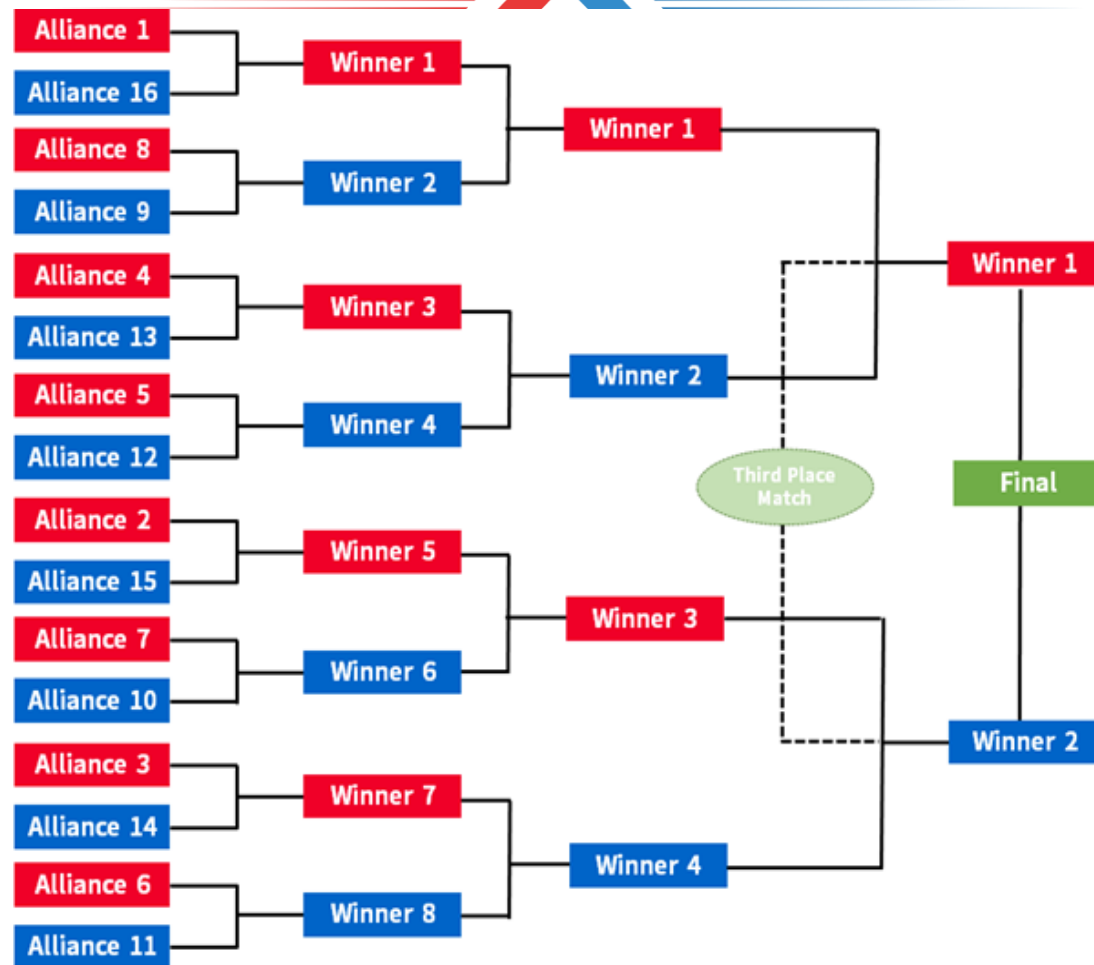 Alliance 1
Alliance 16
Alliance 8
Alliance 9
Alliance 4
Alliance 13
Alliance 5
Alliance 12
Alliance 2
Alliance 15
Alliance 7
Alliance 10
Alliance 3
Alliance 14
Alliance 6
Alliance 11
Winner 1
Winner 2
Winner 3
Winner 4
Winner 5
Winner 6
Winner 7
Winner 8
Winner 1
Winner 2
Winner 3
Winner 4
Third Place
Match
Winner 1
Final
Winner 2